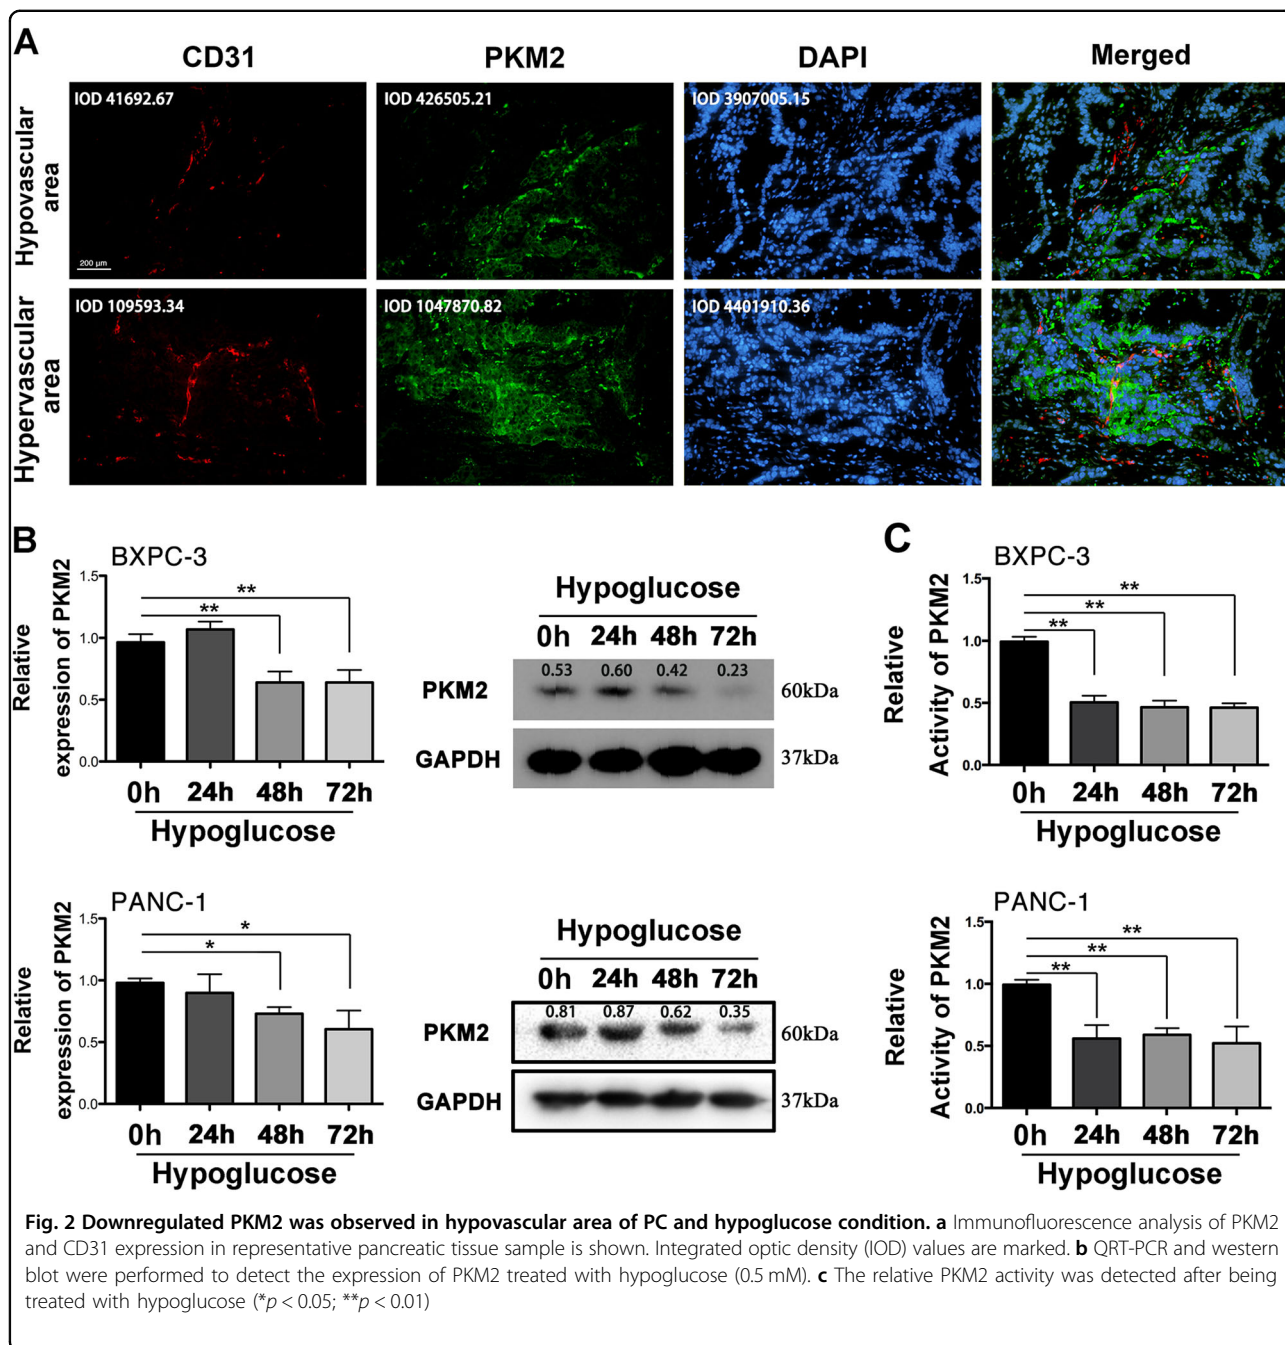 A
CD31
PKM2
DAPI
Merged
Hypovascular area
IOD 41692.67
200 µm
IOD 426505.21
IOD 3907005.15
Hypervascular area
IOD 109593.34
IOD 1047870.82
IOD 4401910.36
B
BXPC-3
Relative
expression of PKM2
1.5
1.0
0.5
0.0
**
**
0h 24h 48h 72h
Hypoglucose
Hypoglucose
0h 24h 48h 72h
0.53 0.60 0.42 0.23
PKM2
60kDa
GAPDH
37kDa
PANC-1
Relative
expression of PKM2
1.5
1.0
0.5
0.0
*
*
0h 24h 48h 72h
Hypoglucose
Hypoglucose
0h 24h 48h 72h
0.81 0.87 0.62 0.35
PKM2
60kDa
GAPDH
37kDa
C
BXPC-3
Relative
Activity of PKM2
1.5
1.0
0.5
0.0
**
**
**
0h 24h 48h 72h
Hypoglucose
PANC-1
Relative
Activity of PKM2
1.5
1.0
0.5
0.0
**
**
**
0h 24h 48h 72h
Hypoglucose
Fig. 2 Downregulated PKM2 was observed in hypovascular area of PC and hypoglucose condition. a Immunofluorescence analysis of PKM2
and CD31 expression in representative pancreatic tissue sample is shown. Integrated optic density (IOD) values are marked. b QRT-PCR and western
blot were performed to detect the expression of PKM2 treated with hypoglucose (0.5 mM). c The relative PKM2 activity was detected after being
treated with hypoglucose (*p < 0.05; **p < 0.01)